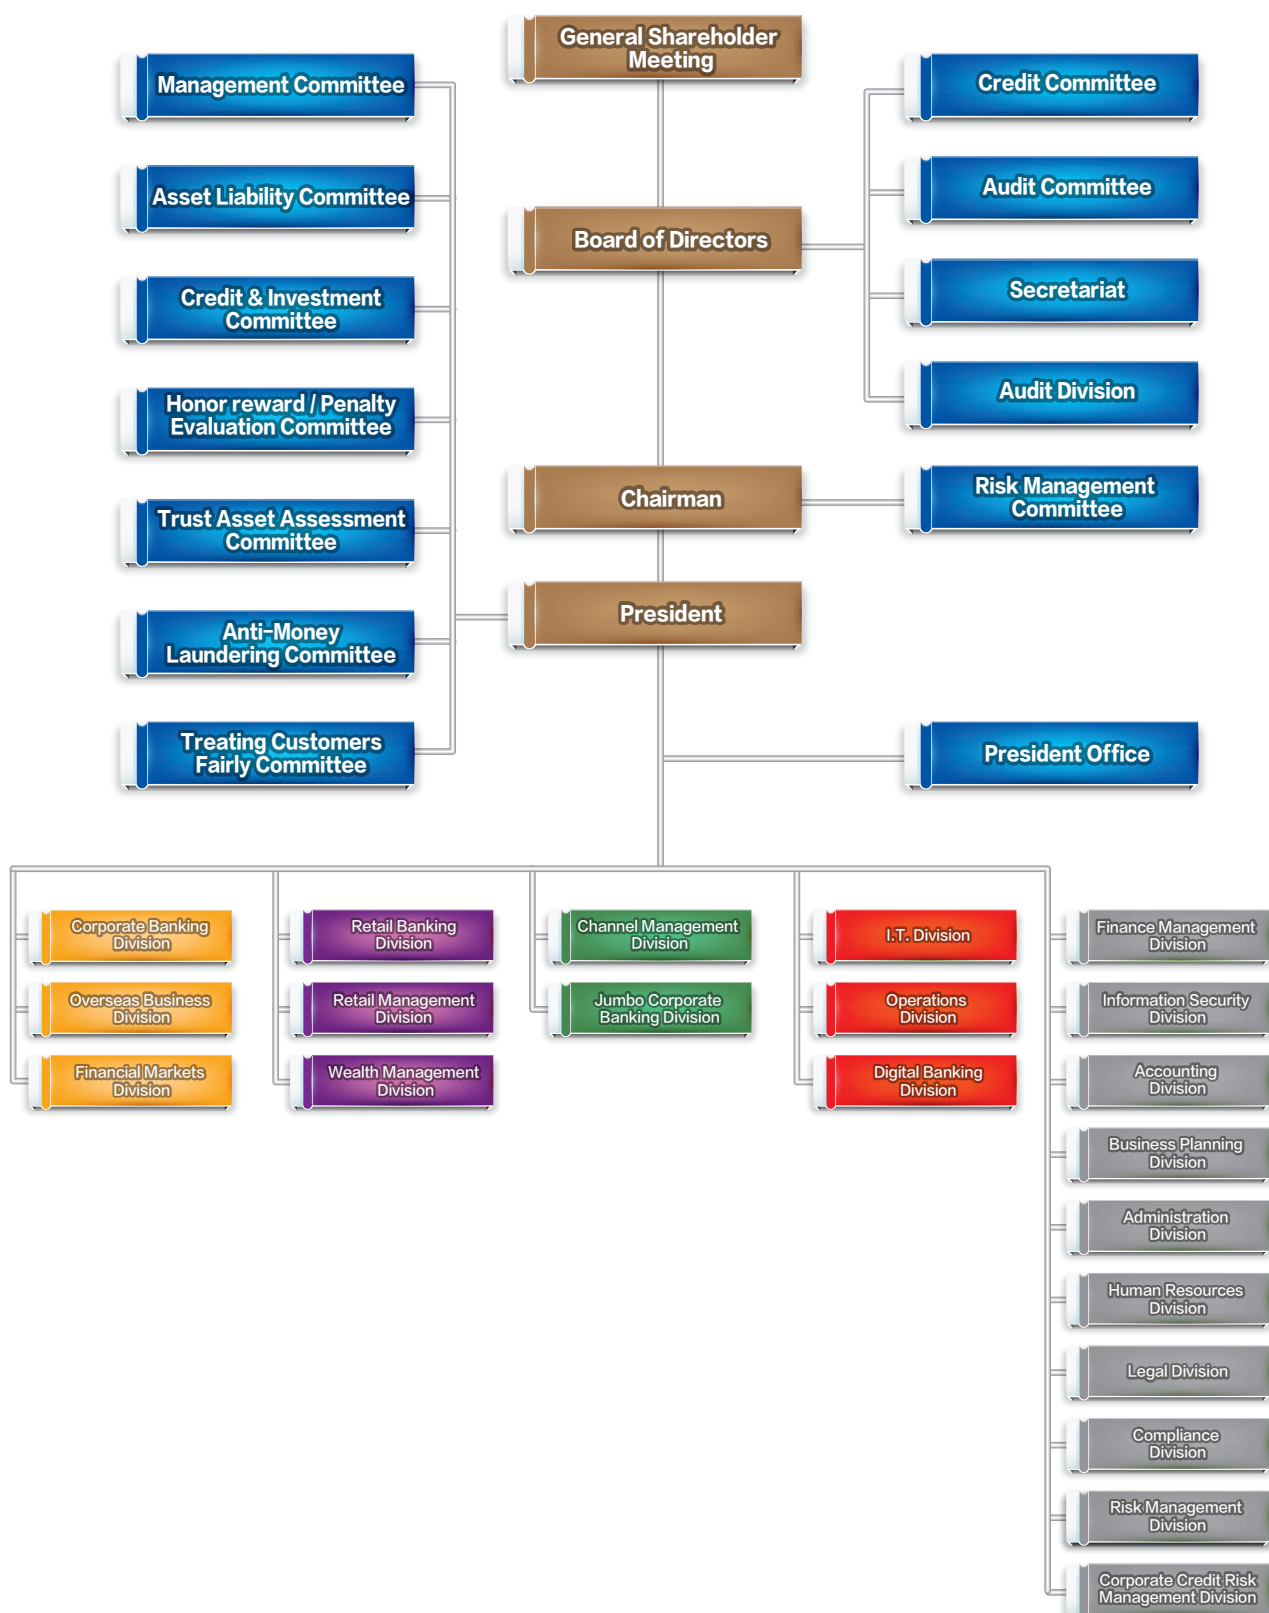 General Shareholder
Meeting
Management Committee
Credit Committee
Asset Liability Committee
Audit Committee
Board of Directors
Credit & Investment
Committee
Secretariat
Honor reward / Penalty
Evaluation Committee
Audit Division
Trust Asset Assessment
Committee
Chairman
Risk Management
Committee
Anti-Money
Laundering Committee
President
Treating Customers
Fairly Committee
President Office
Corporate Banking
Division
Overseas Business
Division
Financial Markets
Division
Retail Banking
Division
Retail Management
Division
Wealth Management
Division
Channel Management
Division
Jumbo Corporate
Banking Division
I.T. Division
Operations
Division
Digital Banking
Division
Finance Management
Division
Information Security
Division
Accounting
Division
Business Planning
Division
Administration
Division
Human Resources
Division
Legal Division
Compliance
Division
Risk Management
Division
Corporate Credit Risk
Management Division